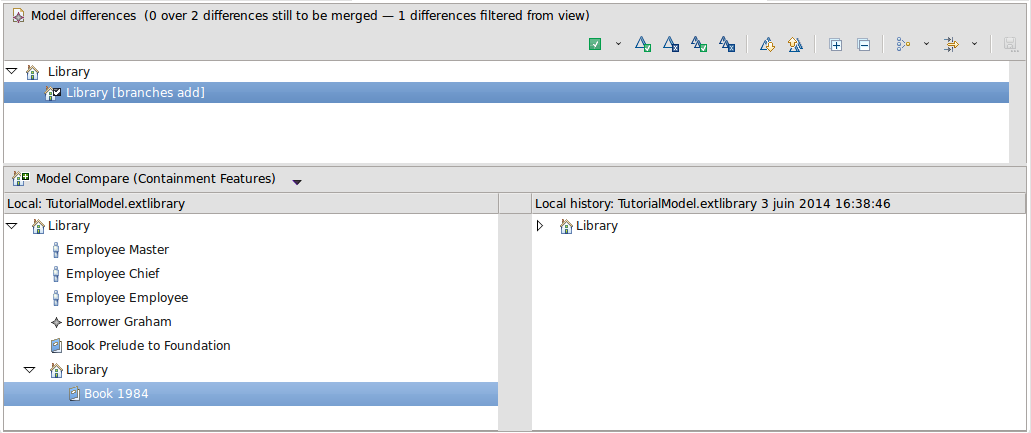 Model differences (0 over 2 differences still to be merged — 1 differences filtered from view)
Library
Library [branches add]
Model Compare (Containment Features)
Local: TutorialModel.extlibrary
Local history: TutorialModel.extlibrary 3 juin 2014 16:38:46
Library
Library
Employee Master
Employee Chief
Employee Employee
Borrower Graham
Book Prelude to Foundation
Library
Book 1984